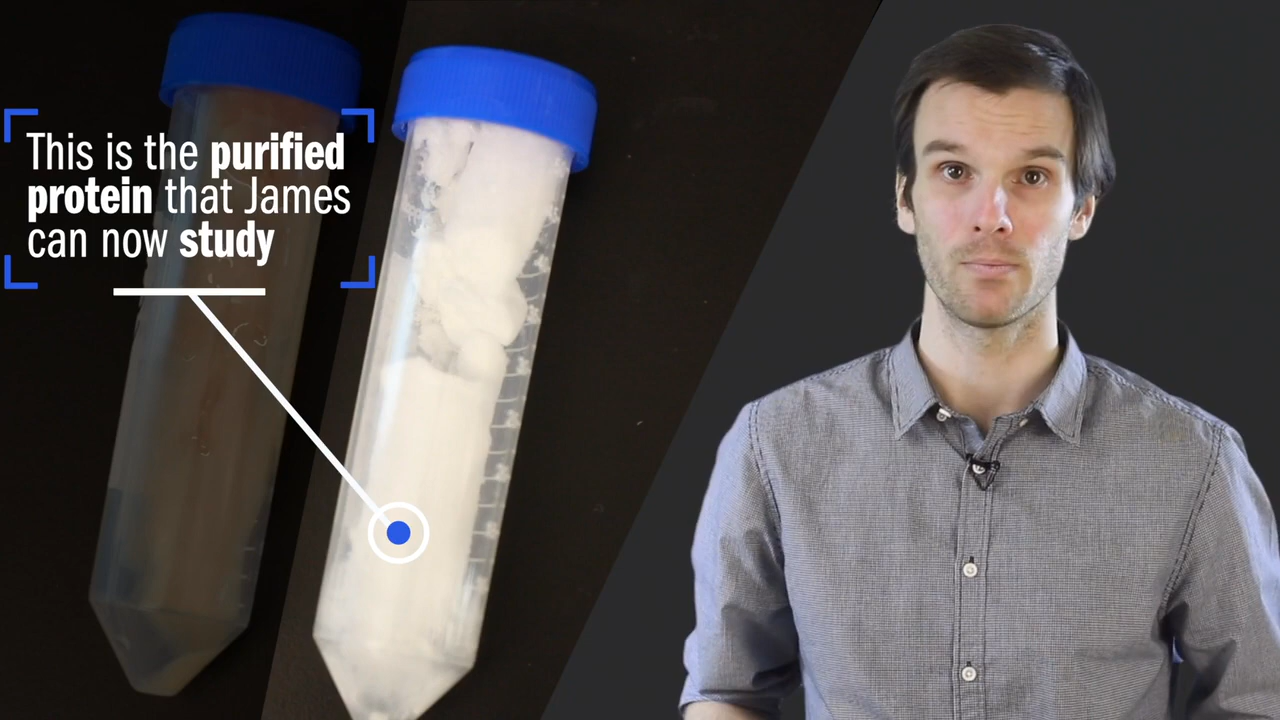 This is the purified
protein that James
can now study